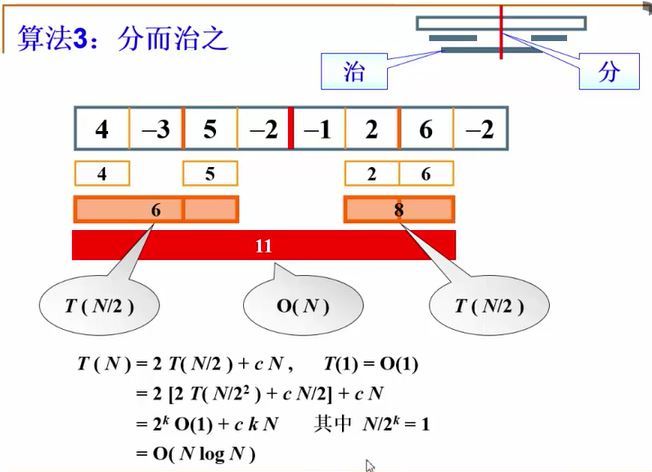 算法3：分而治之
治
分
4 –3 5 –2 –1 2 6 –2
4 5 2 6
6 8
11
T ( N/2 ) O( N ) T ( N/2 )
T ( N ) = 2 T( N/2 ) + c N , T(1) = O(1)
= 2 [2 T( N/2² ) + c N/2] + c N
= 2ᵏ O(1) + c k N 其中 N/2ᵏ = 1
= O( N log N )